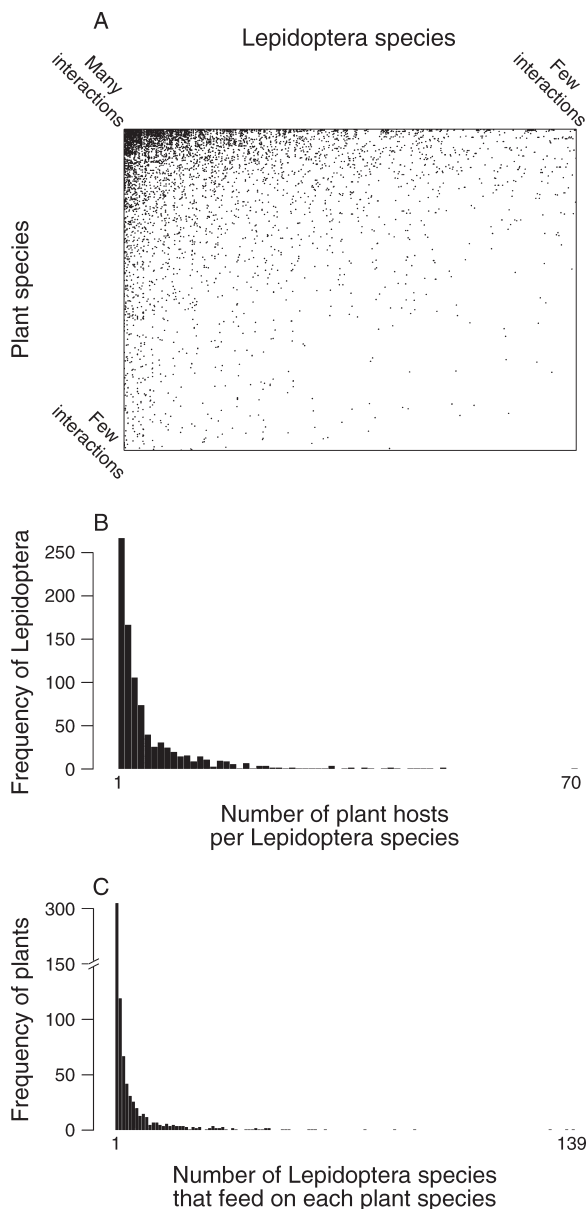 A
Lepidoptera species
Many
interactions
Few
interactions
Plant species
Few
interactions
B
Frequency of Lepidoptera
250
200
150
100
50
0
1
70
Number of plant hosts
per Lepidoptera species
C
Frequency of plants
300
150
100
50
0
1
139
Number of Lepidoptera species
that feed on each plant species